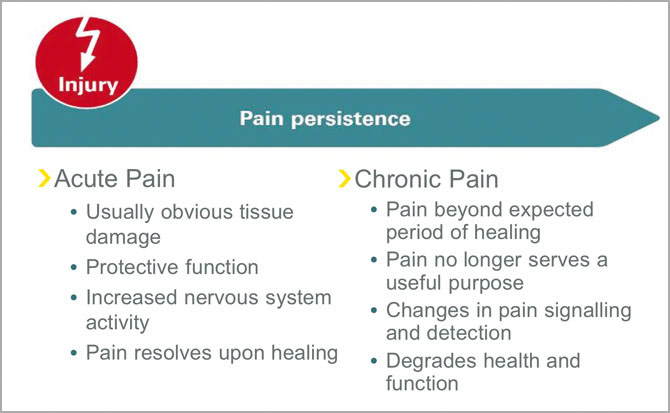 Injury
Pain persistence
Acute Pain
• Usually obvious tissue
damage
• Protective function
• Increased nervous system
activity
• Pain resolves upon healing
Chronic Pain
• Pain beyond expected
period of healing
• Pain no longer serves a
useful purpose
• Changes in pain signalling
and detection
• Degrades health and
function